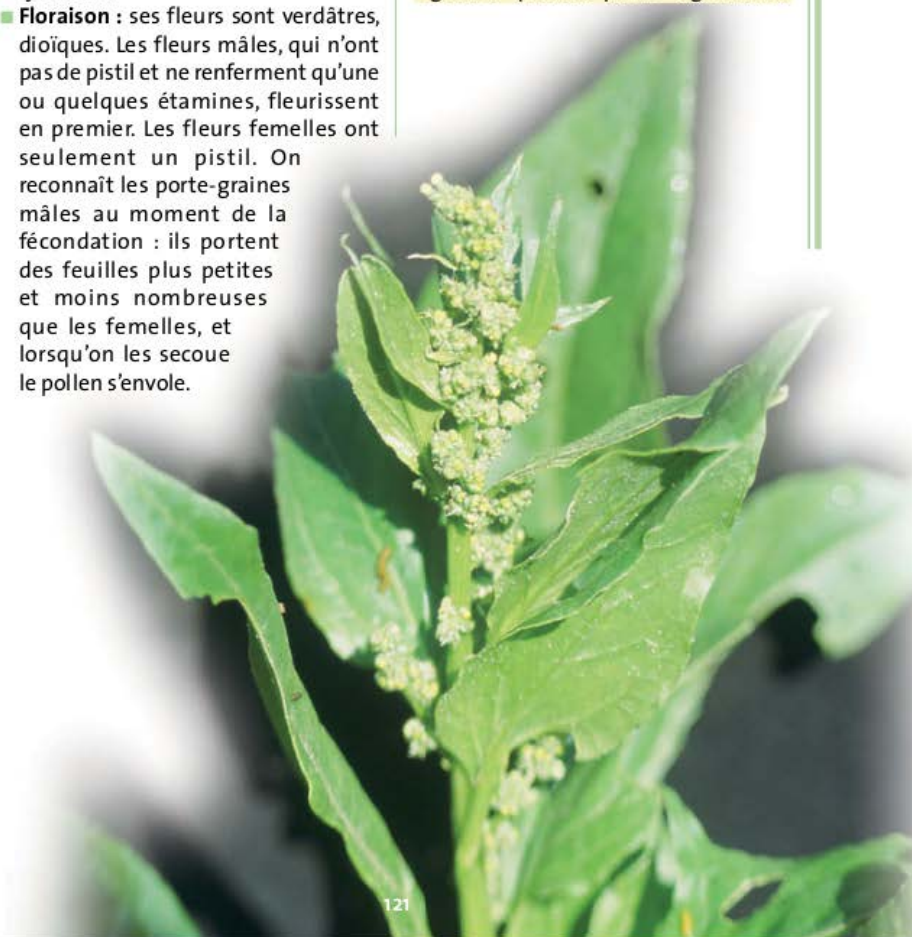 Floraison : ses fleurs sont verdâtres,
dioïques. Les fleurs mâles, qui n'ont
pas de pistil et ne renferment qu'une
ou quelques étamines, fleurissent
en premier. Les fleurs femelles ont
seulement un pistil. On
reconnaît les porte-graines
mâles au moment de la
fécondation : ils portent
des feuilles plus petites
et moins nombreuses
que les femelles, et
lorsqu'on les secoue
le pollen s'envole.
121